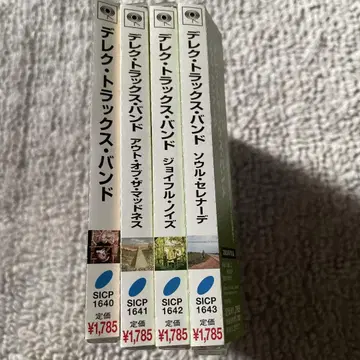 デレク・トラックス・バンド
SICP
1640
定価
¥1,785
デレク・トラックス・バンド アウト・オブ・ザ・マッドネス
SICP
1641
定価
¥1,785
デレク・トラックス・バンド ジョイフル・ノイズ
SICP
1642
定価
¥1,785
デレク・トラックス・バンド ソウル・セレナーデ
SICP
1643
定価
¥1,785